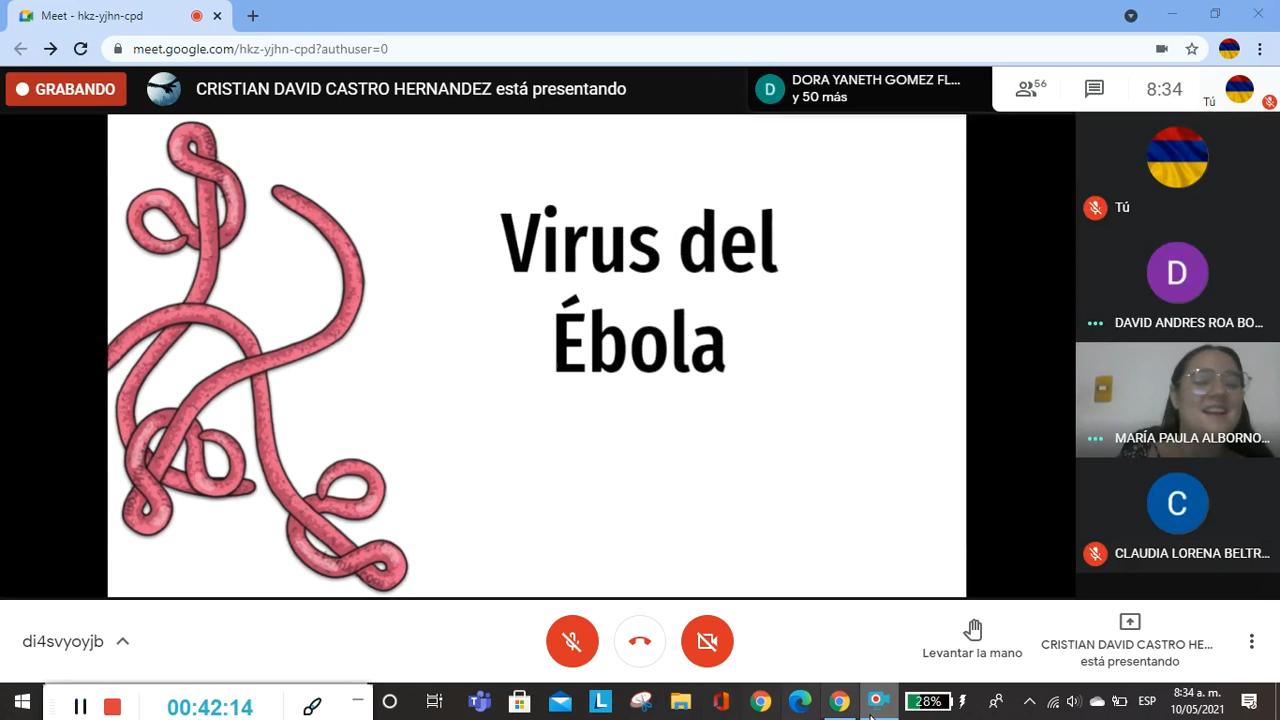 Meet - hkz-yjhn-cpd
meet.google.com/hkz-yjhn-cpd?authuser=0
GRABANDO
CRISTIAN DAVID CASTRO HERNANDEZ está presentando
D
DORA YANETH GOMEZ FL...
y 50 más
56
8:34
Tú
Virus del
Ébola
Tú
D
DAVID ANDRES ROA BO...
MARÍA PAULA ALBORNO...
C
CLAUDIA LORENA BELTR...
di4svyoyjb
Levantar la mano
CRISTIAN DAVID CASTRO HE...
está presentando
00:42:14
L
28%
ESP
8:34 a. m.
10/05/2021